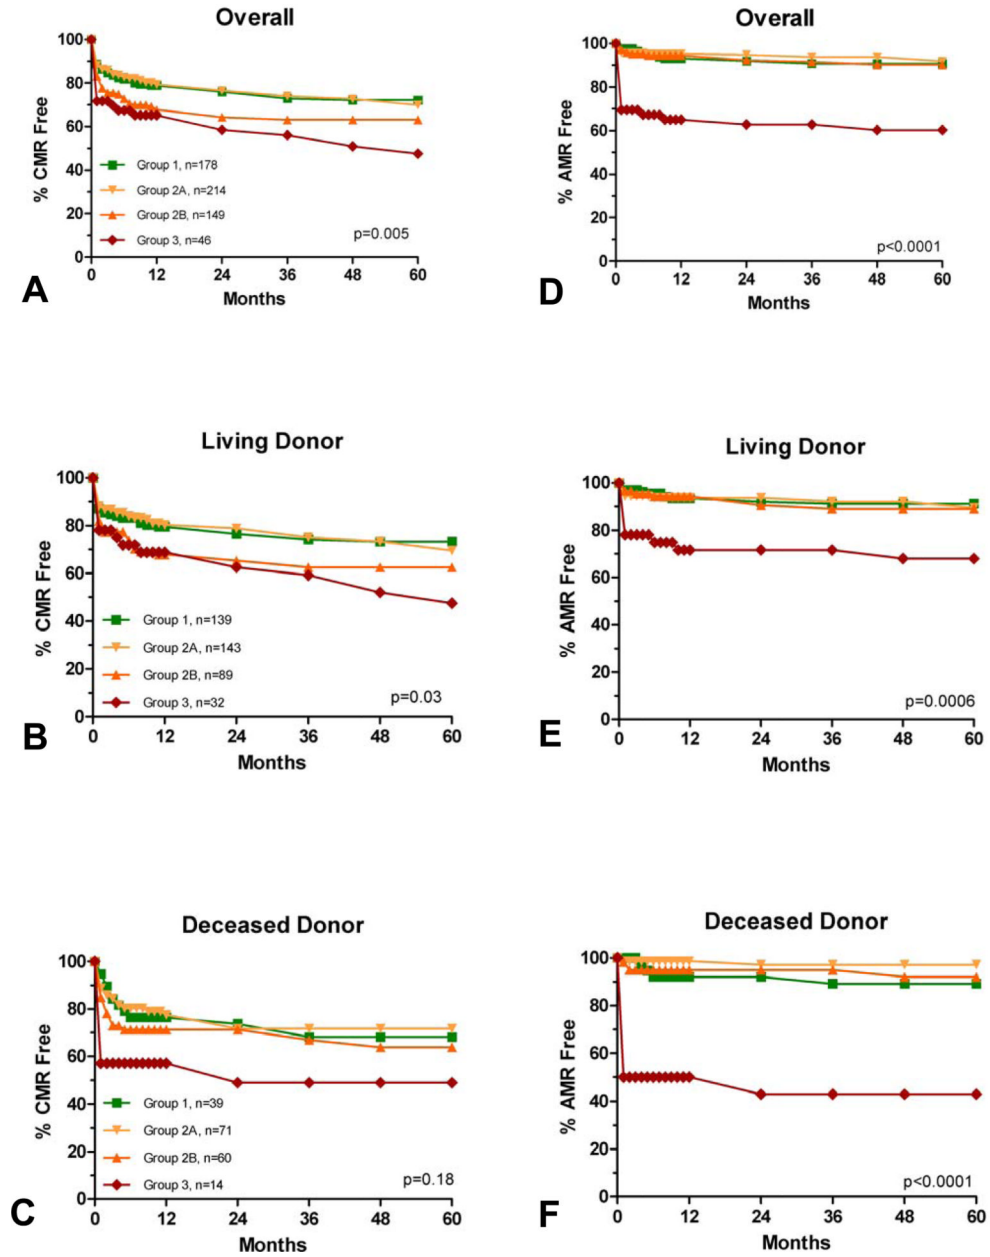 Overall
% CMR Free
100
80
60
40
20
0
Group 1, n=178
Group 2A, n=214
Group 2B, n=149
Group 3, n=46
p=0.005
0 12 24 36 48 60
Months
A
Overall
% AMR Free
100
80
60
40
20
0
p<0.0001
0 12 24 36 48 60
Months
D
Living Donor
% CMR Free
100
80
60
40
20
0
Group 1, n=139
Group 2A, n=143
Group 2B, n=89
Group 3, n=32
p=0.03
0 12 24 36 48 60
Months
B
Living Donor
% AMR Free
100
80
60
40
20
0
p=0.0006
0 12 24 36 48 60
Months
E
Deceased Donor
% CMR Free
100
80
60
40
20
0
Group 1, n=39
Group 2A, n=71
Group 2B, n=60
Group 3, n=14
p=0.18
0 12 24 36 48 60
Months
C
Deceased Donor
% AMR Free
100
80
60
40
20
0
p<0.0001
0 12 24 36 48 60
Months
F